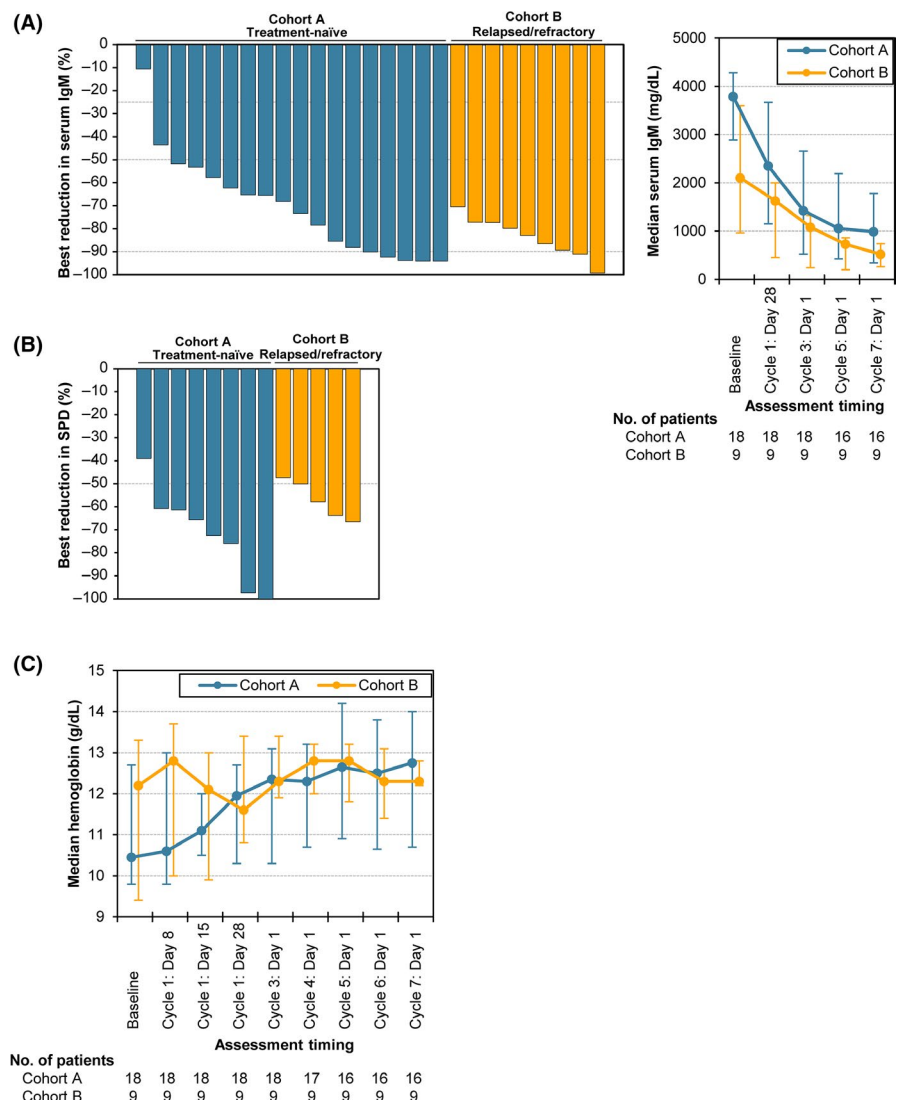 (A)
Cohort A
Treatment-naïve
Cohort B
Relapsed/refractory
Best reduction in serum IgM (%)
0
–10
–20
–30
–40
–50
–60
–70
–80
–90
–100
Median serum IgM (mg/dL)
5000
4000
3000
2000
1000
0
Cohort A
Cohort B
Baseline
Cycle 1: Day 28
Cycle 3: Day 1
Cycle 5: Day 1
Cycle 7: Day 1
Assessment timing
No. of patients
Cohort A 18 18 18 16 16
Cohort B 9 9 9 9 9
(B)
Cohort A
Treatment-naïve
Cohort B
Relapsed/refractory
Best reduction in SPD (%)
0
–10
–20
–30
–40
–50
–60
–70
–80
–90
–100
(C)
Median hemoglobin (g/dL)
15
14
13
12
11
10
9
Cohort A Cohort B
Baseline
Cycle 1: Day 8
Cycle 1: Day 15
Cycle 1: Day 28
Cycle 3: Day 1
Cycle 4: Day 1
Cycle 5: Day 1
Cycle 6: Day 1
Cycle 7: Day 1
Assessment timing
No. of patients
Cohort A 18 18 18 18 18 17 16 16 16
Cohort B 9 9 9 9 9 9 9 9 9